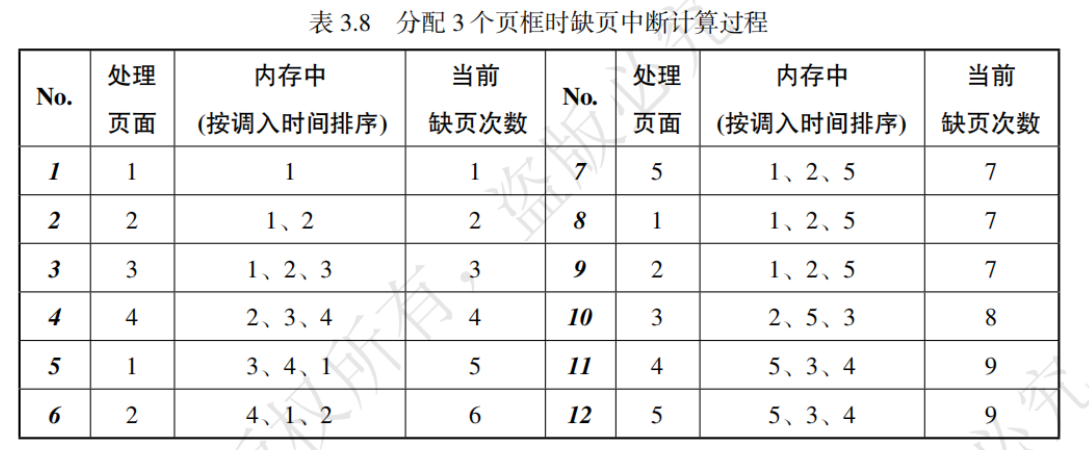 表 3.8 分配 3 个页框时缺页中断计算过程
No. 处理页面 内存中(按调入时间排序) 当前缺页次数 No. 处理页面 内存中(按调入时间排序) 当前缺页次数
1 1 1 1 7 5 1、2、5 7
2 2 1、2 2 8 1 1、2、5 7
3 3 1、2、3 3 9 2 1、2、5 7
4 4 2、3、4 4 10 3 2、5、3 8
5 1 3、4、1 5 11 4 5、3、4 9
6 2 4、1、2 6 12 5 5、3、4 9
版权所有，盗版必究
必究